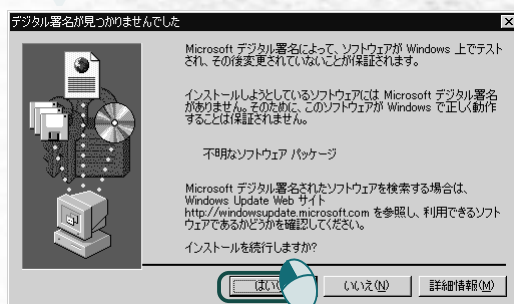 デジタル署名が見つかりませんでした
Microsoft デジタル署名によって、ソフトウェアが Windows 上でテスト
され、その後変更されていないことが保証されます。
インストールしようとしているソフトウェアには Microsoft デジタル署名
がありません。そのために、このソフトウェアが Windows で正しく動作
することは保証されません。
不明なソフトウェア パッケージ
Microsoft デジタル署名されたソフトウェアを検索する場合は、
Windows Update Web サイト
http://windowsupdate.microsoft.com を参照し、利用できるソフト
ウェアであるかどうかを確認してください。
インストールを続行しますか?
はい いいえ(N) 詳細情報(M)